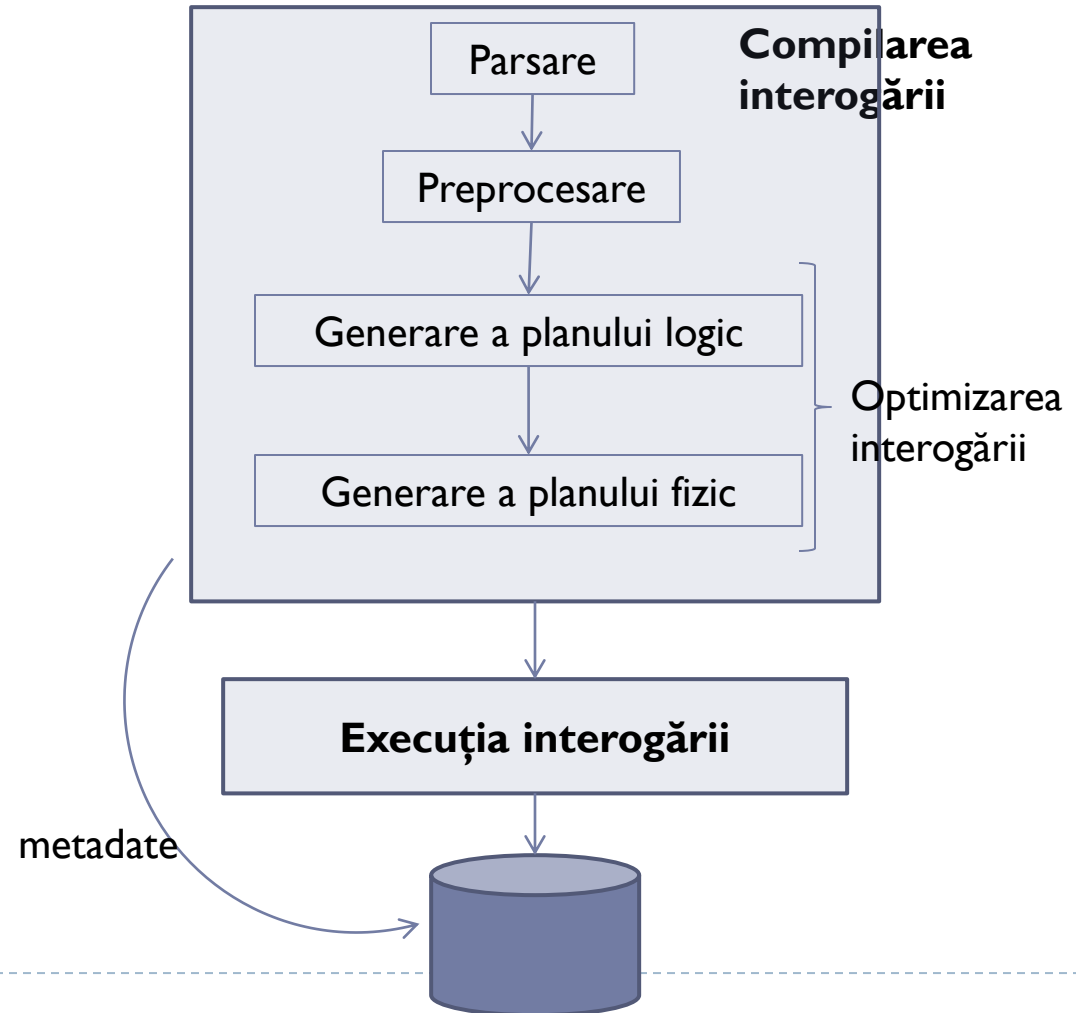 Compilarea
interogării
Parsare
Preprocesare
Generare a planului logic
Optimizarea
interogării
Generare a planului fizic
Execuția interogării
metadate